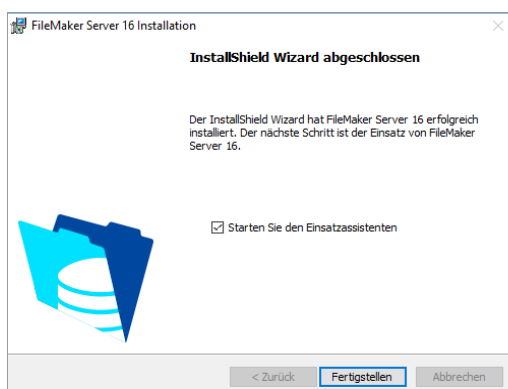 FileMaker Server 16 Installation
InstallShield Wizard abgeschlossen
Der InstallShield Wizard hat FileMaker Server 16 erfolgreich
installiert. Der nächste Schritt ist der Einsatz von FileMaker
Server 16.
Starten Sie den Einsatzassistenten
< Zurück
Fertigstellen
Abbrechen